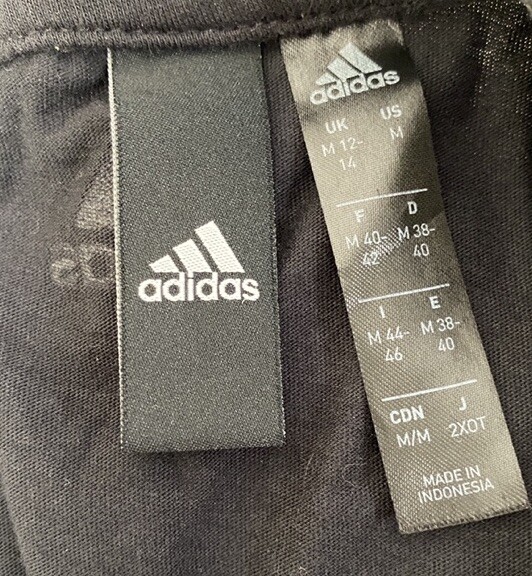 adidas
adidas
UK US
M 12- M
14
F D
M 40- M 38-
42 40
I E
M 44- M 38-
46 40
CDN J
M/M 2XOT
MADE IN
INDONESIA